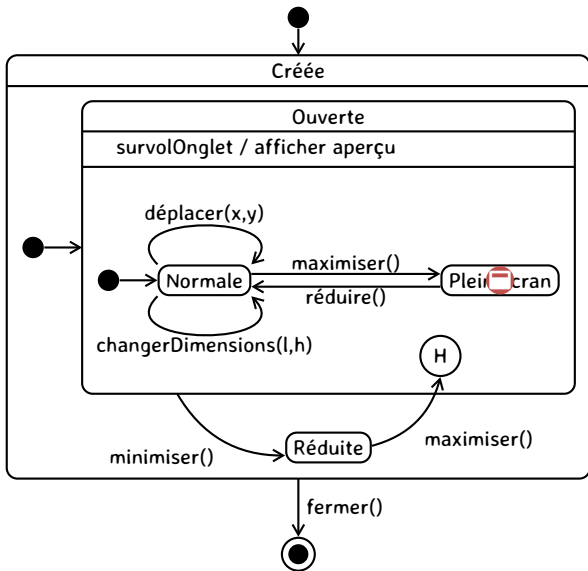 Créée
Ouverte
survolOnglet / afficher aperçu
déplacer(x,y)
Normale
maximiser()
réduire()
changerDimensions(l,h)
H
minimiser()
Réduite
maximiser()
fermer()